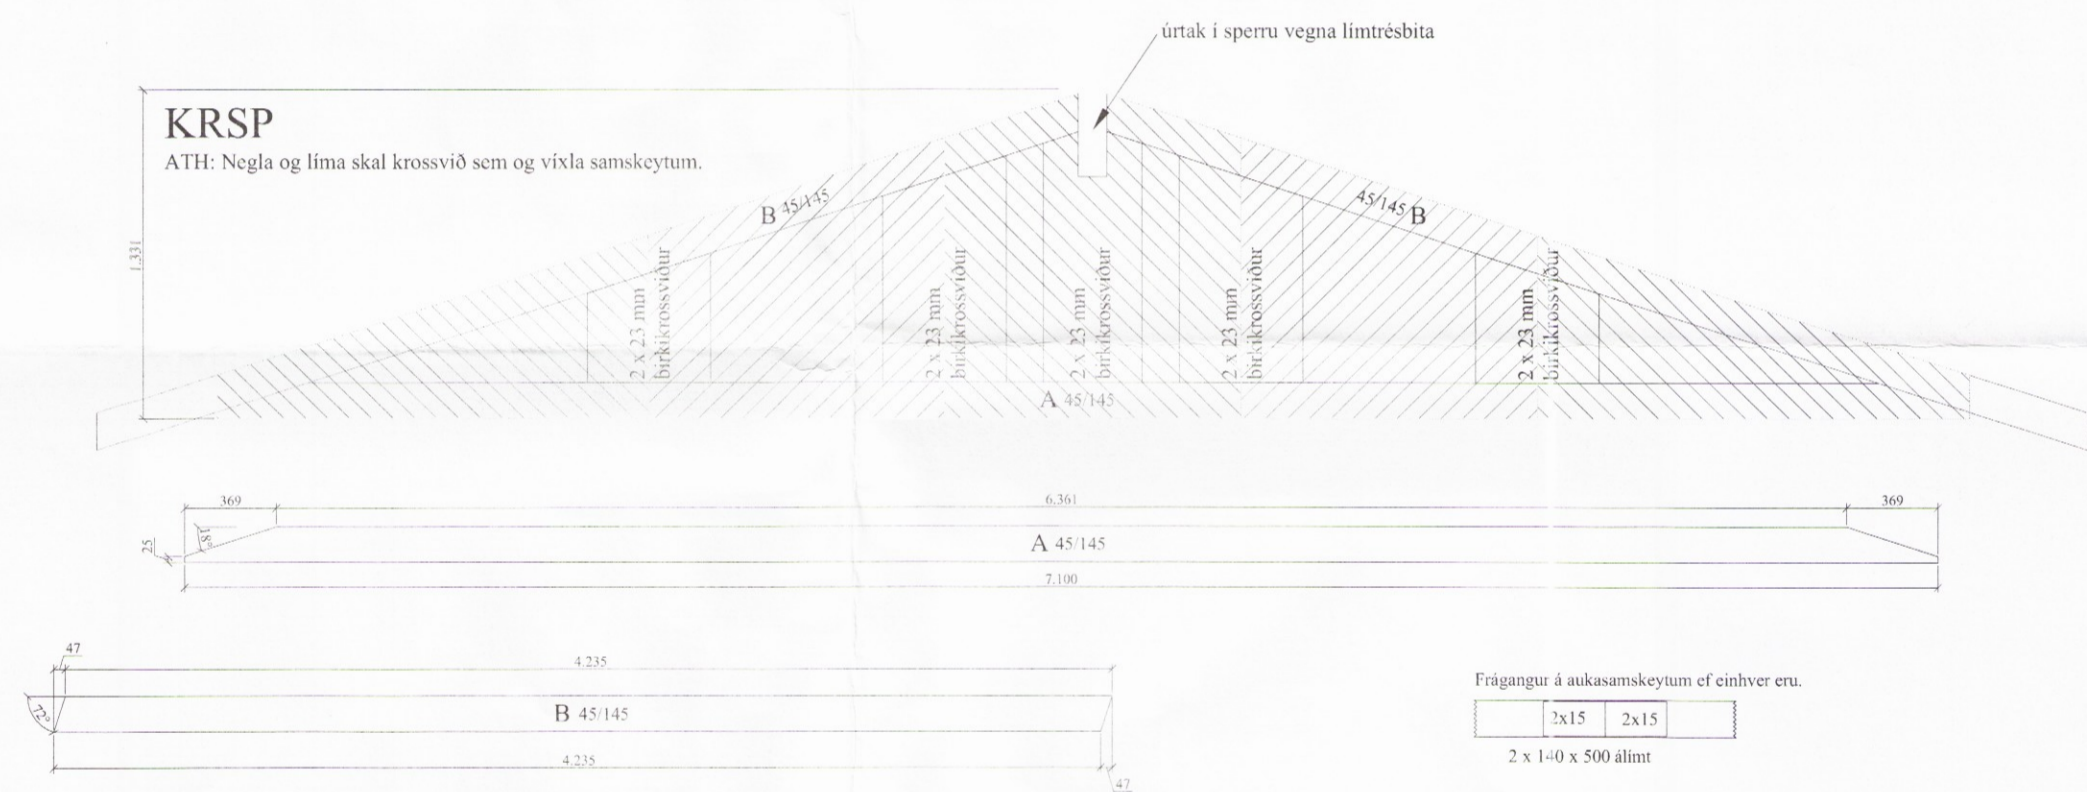 úrtak í sperru vegna límtrésbita
KRSP
ATH: Negla og líma skal krossvið sem og víxla samskeytum.
1.331
B 45/145
45/145 B
2 x 23 mm
birkikrossviður
2 x 23 mm
birkikrossviður
2 x 23 mm
birkikrossviður
2 x 23 mm
birkikrossviður
2 x 23 mm
birkikrossviður
A 45/145
369
6.361
369
18°
25
A 45/145
7.100
47
4.235
72°
B 45/145
4.235
47
Frágangur á aukasamskeytum ef einhver eru.
2x15
2x15
2 x 140 x 500 álímt